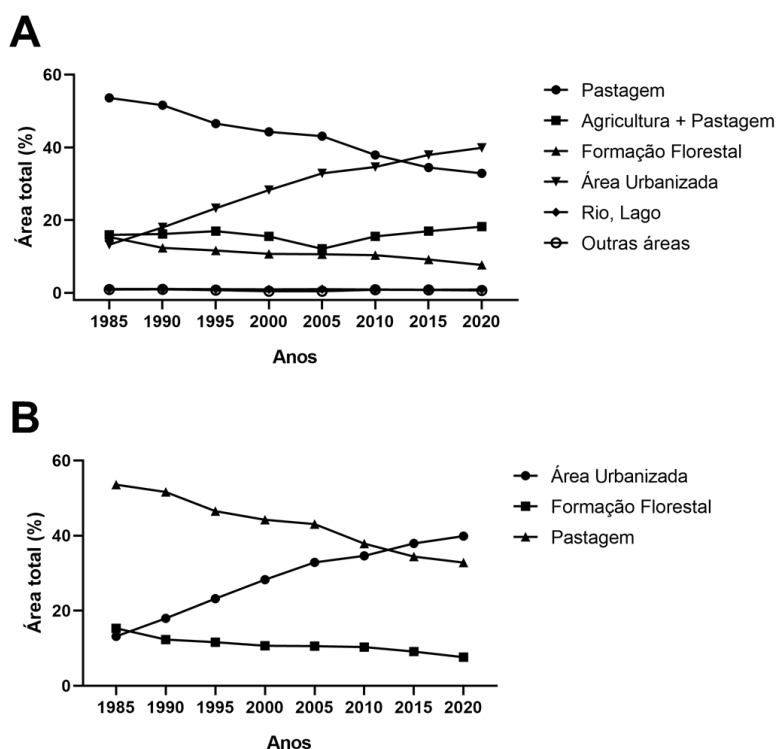 A
60
40
20
0
Área total (%)
1985 1990 1995 2000 2005 2010 2015 2020
Anos
Pastagem
Agricultura + Pastagem
Formação Florestal
Área Urbanizada
Rio, Lago
Outras áreas
B
60
40
20
0
Área total (%)
1985 1990 1995 2000 2005 2010 2015 2020
Anos
Área Urbanizada
Formação Florestal
Pastagem